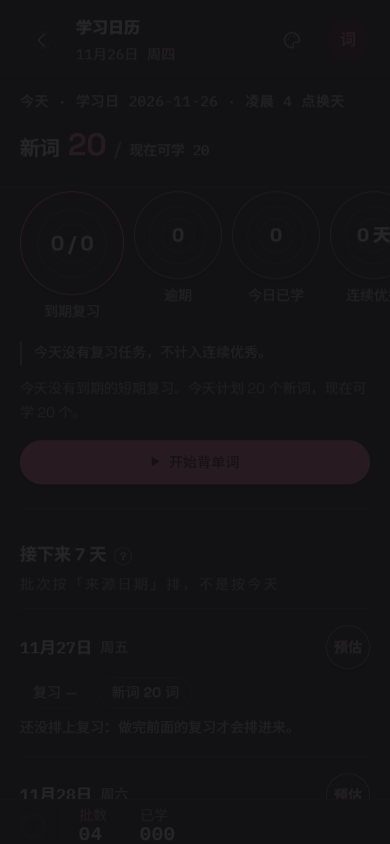 学习日历
11月26日 周四
词
今天 · 学习日 2026-11-26 · 凌晨 4 点换天
新词 20 / 现在可学 20
0/0
0
0
0 天
到期复习
逾期
今日已学
连续优
今天没有复习任务，不计入连续优秀。
今天没有到期的短期复习。今天计划 20 个新词，现在可
学 20 个。
开始背单词
接下来 7 天 ?
批次按「来源日期」排，不是按今天
11月27日 周五
预估
复习 —
新词 20 词
还没排上复习：做完前面的复习才会排进来。
11月28日 周六
预估
批数
已学
04
000